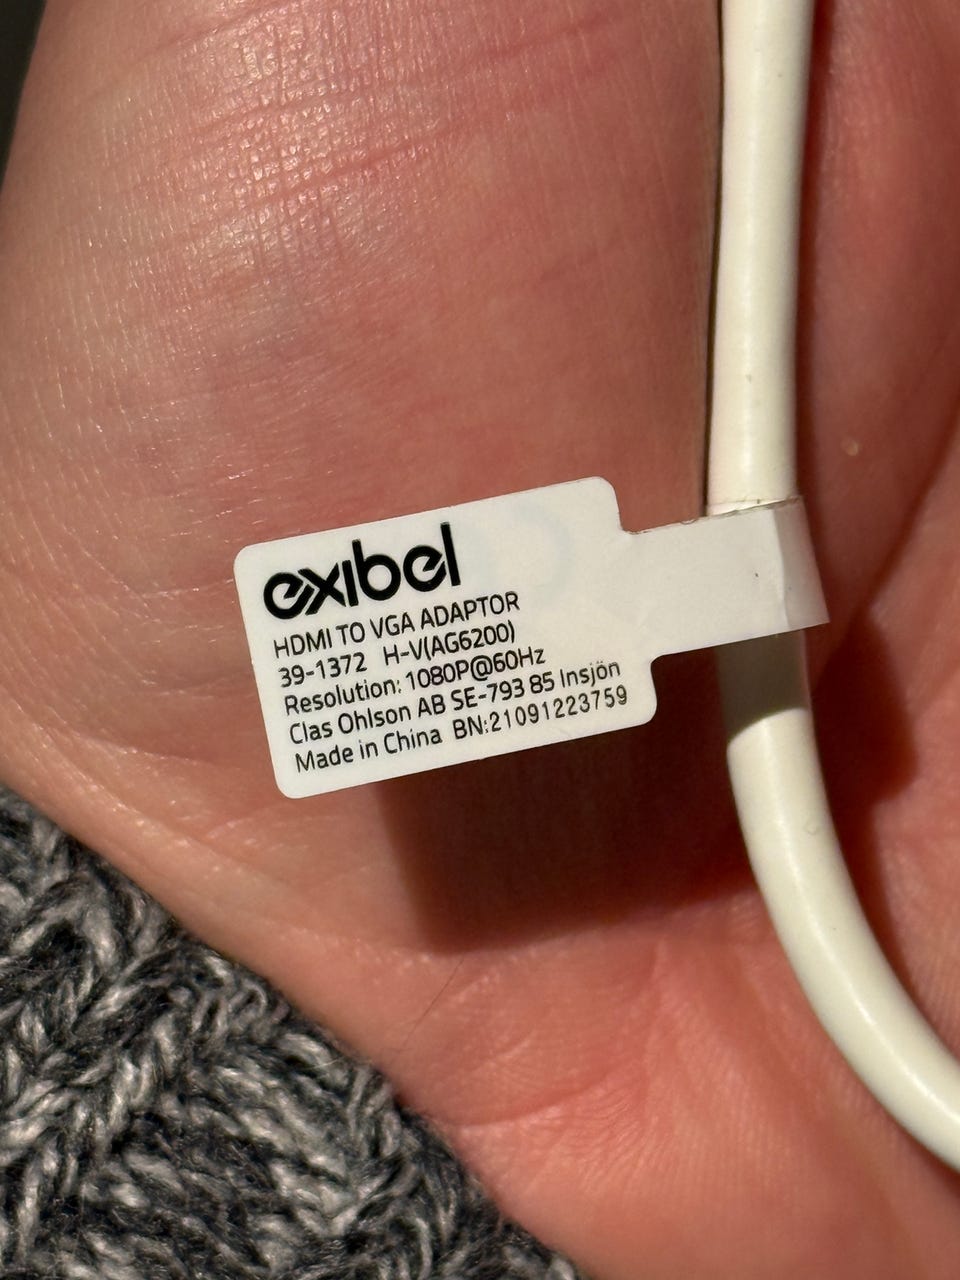 exibel
HDMI TO VGA ADAPTOR
39-1372 H-V(AG6200)
Resolution: 1080P@60Hz
Clas Ohlson AB SE-793 85 Insjön
Made in China BN:21091223759